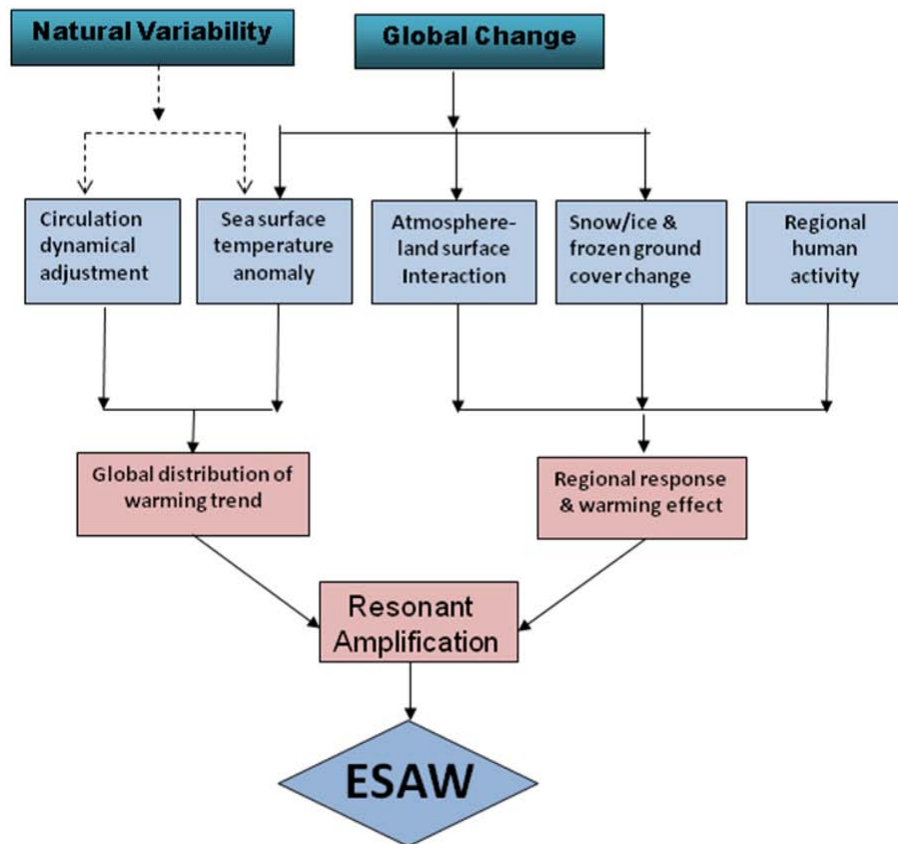 Natural Variability
Global Change
Circulation
dynamical
adjustment
Sea surface
temperature
anomaly
Atmosphere-
land surface
Interaction
Snow/ice &
frozen ground
cover change
Regional
human
activity
Global distribution of
warming trend
Regional response
& warming effect
Resonant
Amplification
ESAW